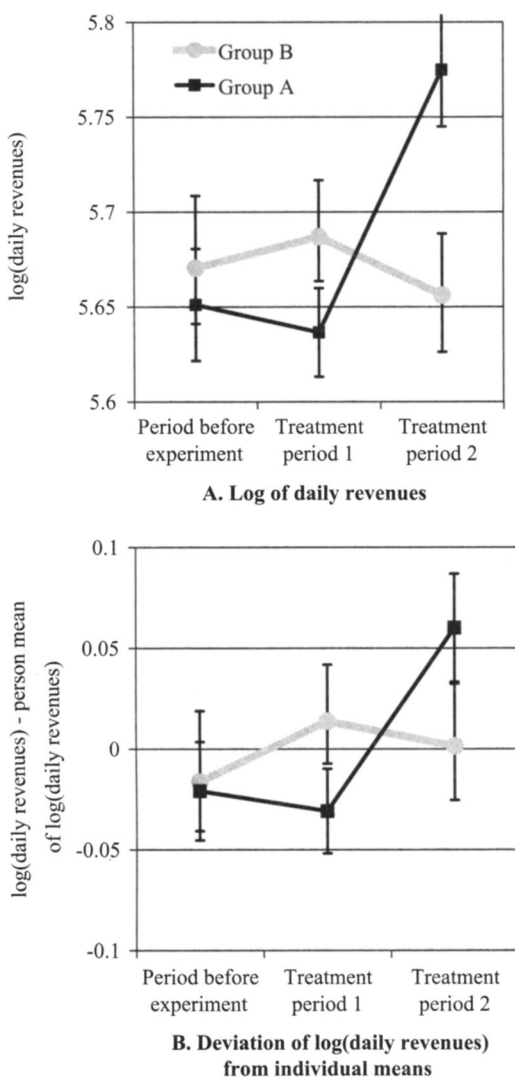 5.8
Group B
Group A
5.75
5.7
5.65
5.6
log(daily revenues)
Period before
experiment
Treatment
period 1
Treatment
period 2
A. Log of daily revenues
0.1
0.05
0
-0.05
-0.1
log(daily revenues) - person mean
of log(daily revenues)
Period before
experiment
Treatment
period 1
Treatment
period 2
B. Deviation of log(daily revenues)
from individual means